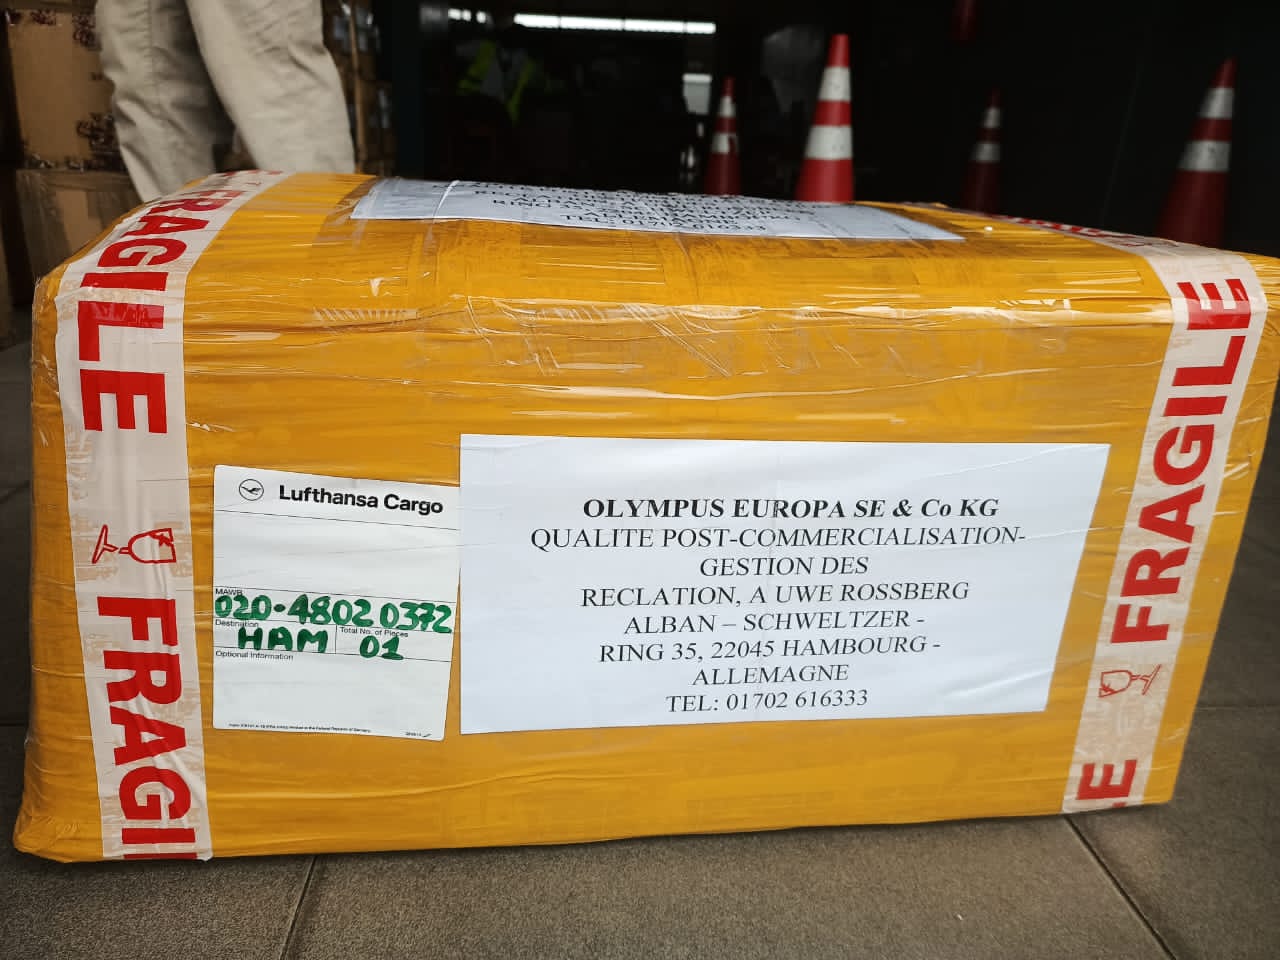 FRAGILE
FRAGILE
FRAGI
Lufthansa Cargo
MAWB
020-4802 0372
Destination
Total No. of Pieces
HAM
01
Optional Information
OLYMPUS EUROPA SE & Co KG
QUALITE POST-COMMERCIALISATION-
GESTION DES
RECLATION, A UWE ROSSBERG
ALBAN – SCHWELTZER -
RING 35, 22045 HAMBOURG -
ALLEMAGNE
TEL: 01702 616333
FRAGILE
E